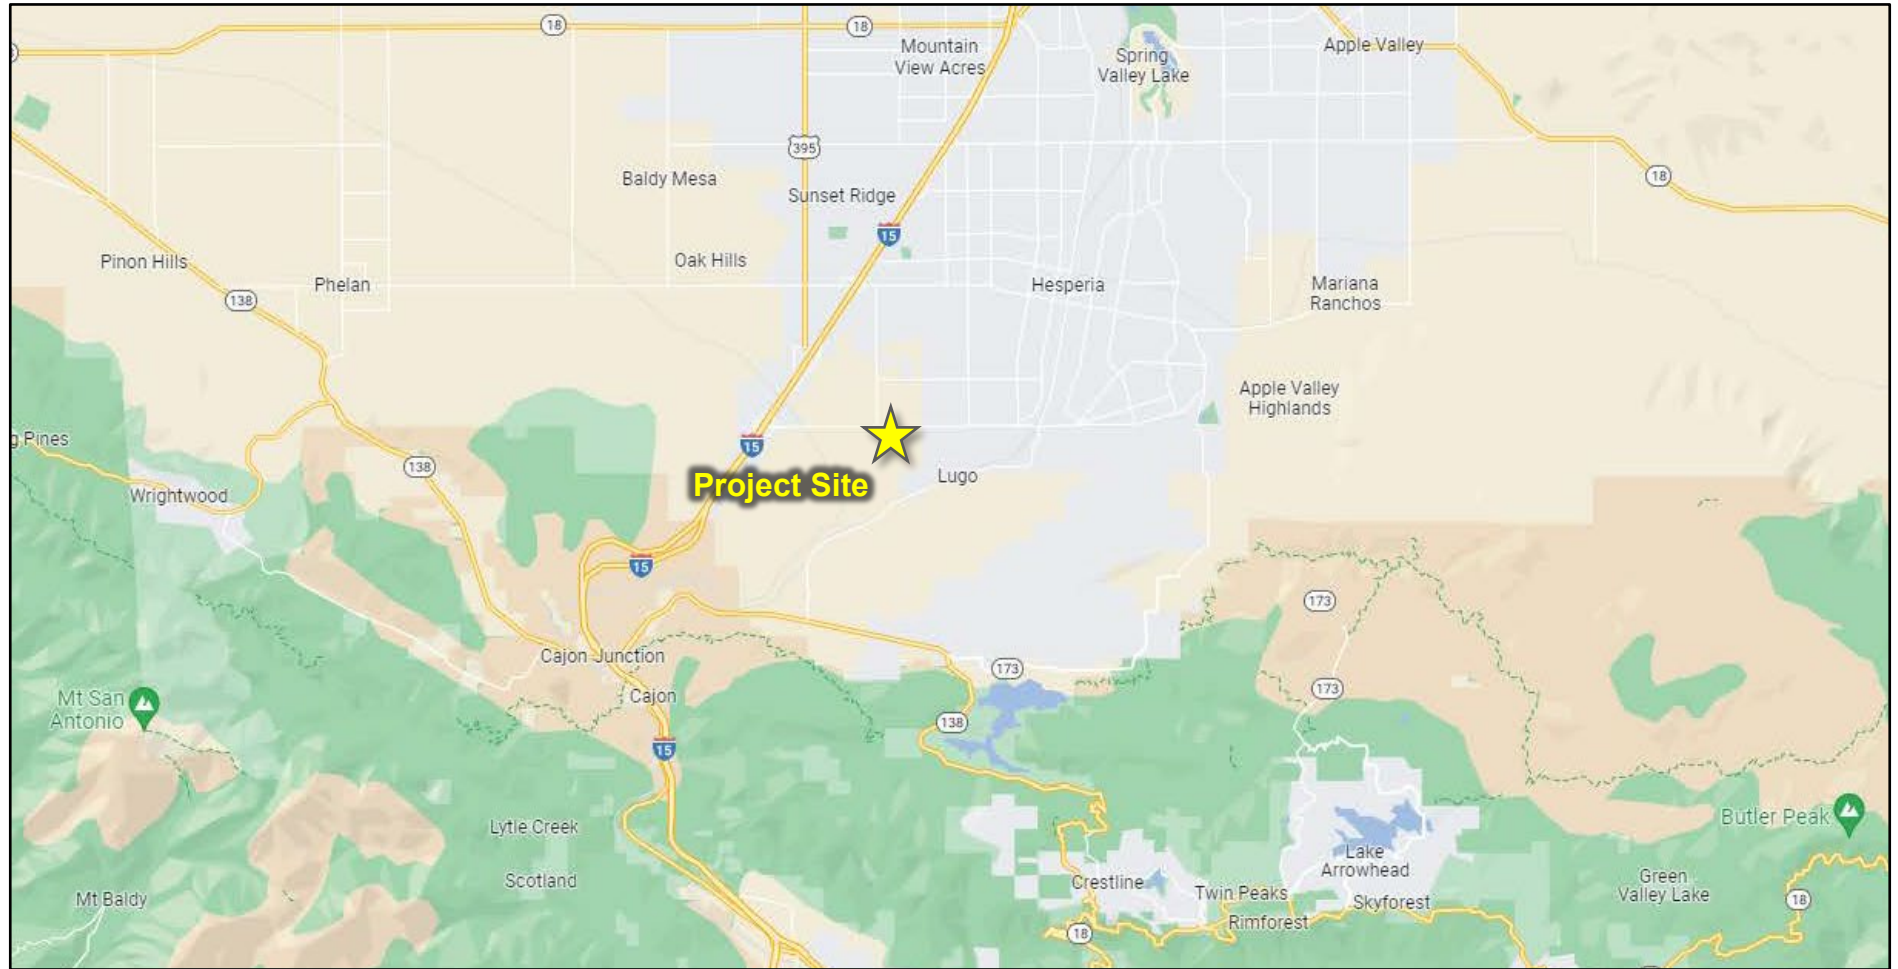 18
18
Mountain
View Acres
Spring
Valley Lake
Apple Valley
395
Baldy Mesa
Sunset Ridge
18
15
Pinon Hills
Oak Hills
Phelan
138
Hesperia
Mariana
Ranchos
Apple Valley
Highlands
g Pines
15
138
Project Site
Lugo
Wrightwood
15
173
Cajon Junction
173
Cajon
173
Mt San
Antonio
138
15
Butler Peak
Lytle Creek
Lake
Arrowhead
Scotland
Crestline
Twin Peaks
Skyforest
Green
Valley Lake
Mt Baldy
18
Rimforest
18